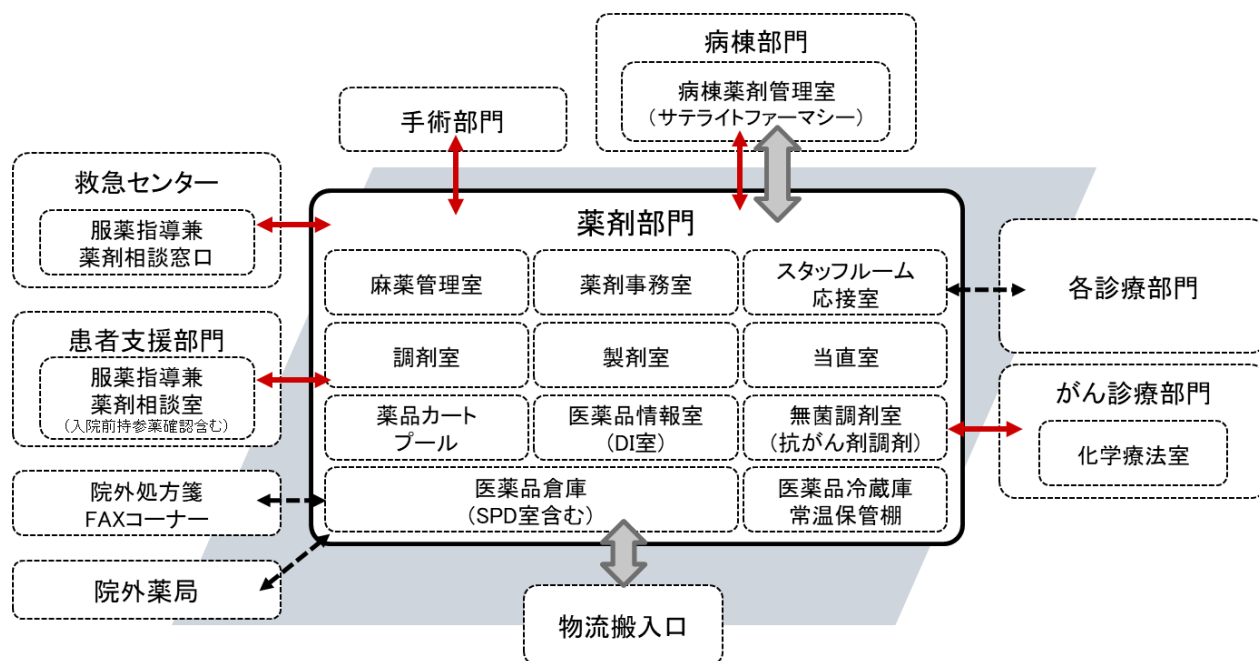 病棟部門
病棟薬剤管理室
（サテライトファーマシー）
手術部門
救急センター
服薬指導兼
薬剤相談窓口
患者支援部門
服薬指導兼
薬剤相談室
（入院前持参薬確認含む）
院外処方箋
FAXコーナー
院外薬局
薬剤部門
麻薬管理室
薬剤事務室
スタッフルーム
応接室
調剤室
製剤室
当直室
薬品カート
プール
医薬品情報室
（DI室）
無菌調剤室
（抗がん剤調剤）
医薬品倉庫
（SPD室含む）
医薬品冷蔵庫
常温保管棚
各診療部門
がん診療部門
化学療法室
物流搬入口